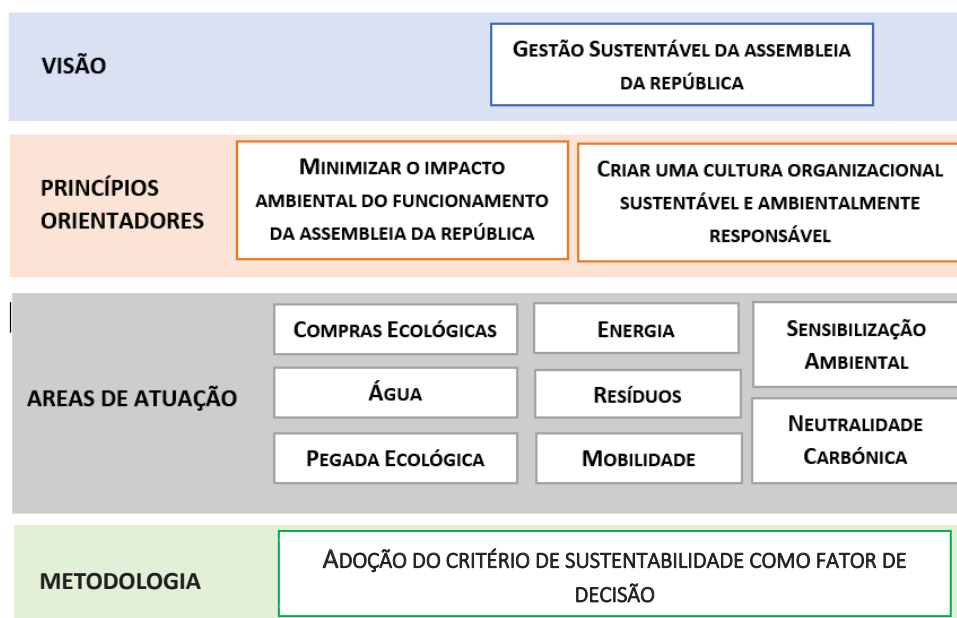 VISÃO
GESTÃO SUSTENTÁVEL DA ASSEMBLEIA
DA REPÚBLICA
PRINCÍPIOS
ORIENTADORES
MINIMIZAR O IMPACTO
AMBIENTAL DO FUNCIONAMENTO
DA ASSEMBLEIA DA REPÚBLICA
CRIAR UMA CULTURA ORGANIZACIONAL
SUSTENTÁVEL E AMBIENTALMENTE
RESPONSÁVEL
AREAS DE ATUAÇÃO
COMPRAS ECOLÓGICAS
ENERGIA
SENSIBILIZAÇÃO
AMBIENTAL
ÁGUA
RESÍDUOS
NEUTRALIDADE
CARBÓNICA
PEGADA ECOLÓGICA
MOBILIDADE
METODOLOGIA
ADOÇÃO DO CRITÉRIO DE SUSTENTABILIDADE COMO FATOR DE
DECISÃO